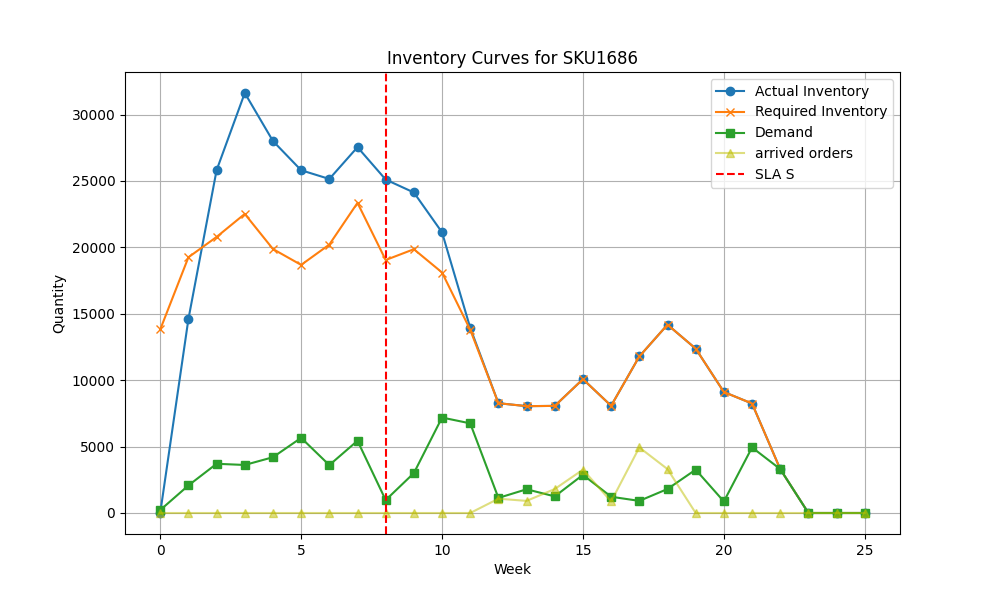 Inventory Curves for SKU1686
Actual Inventory
Required Inventory
Demand
arrived orders
SLA S
Quantity
30000
25000
20000
15000
10000
5000
0
0 5 10 15 20 25
Week